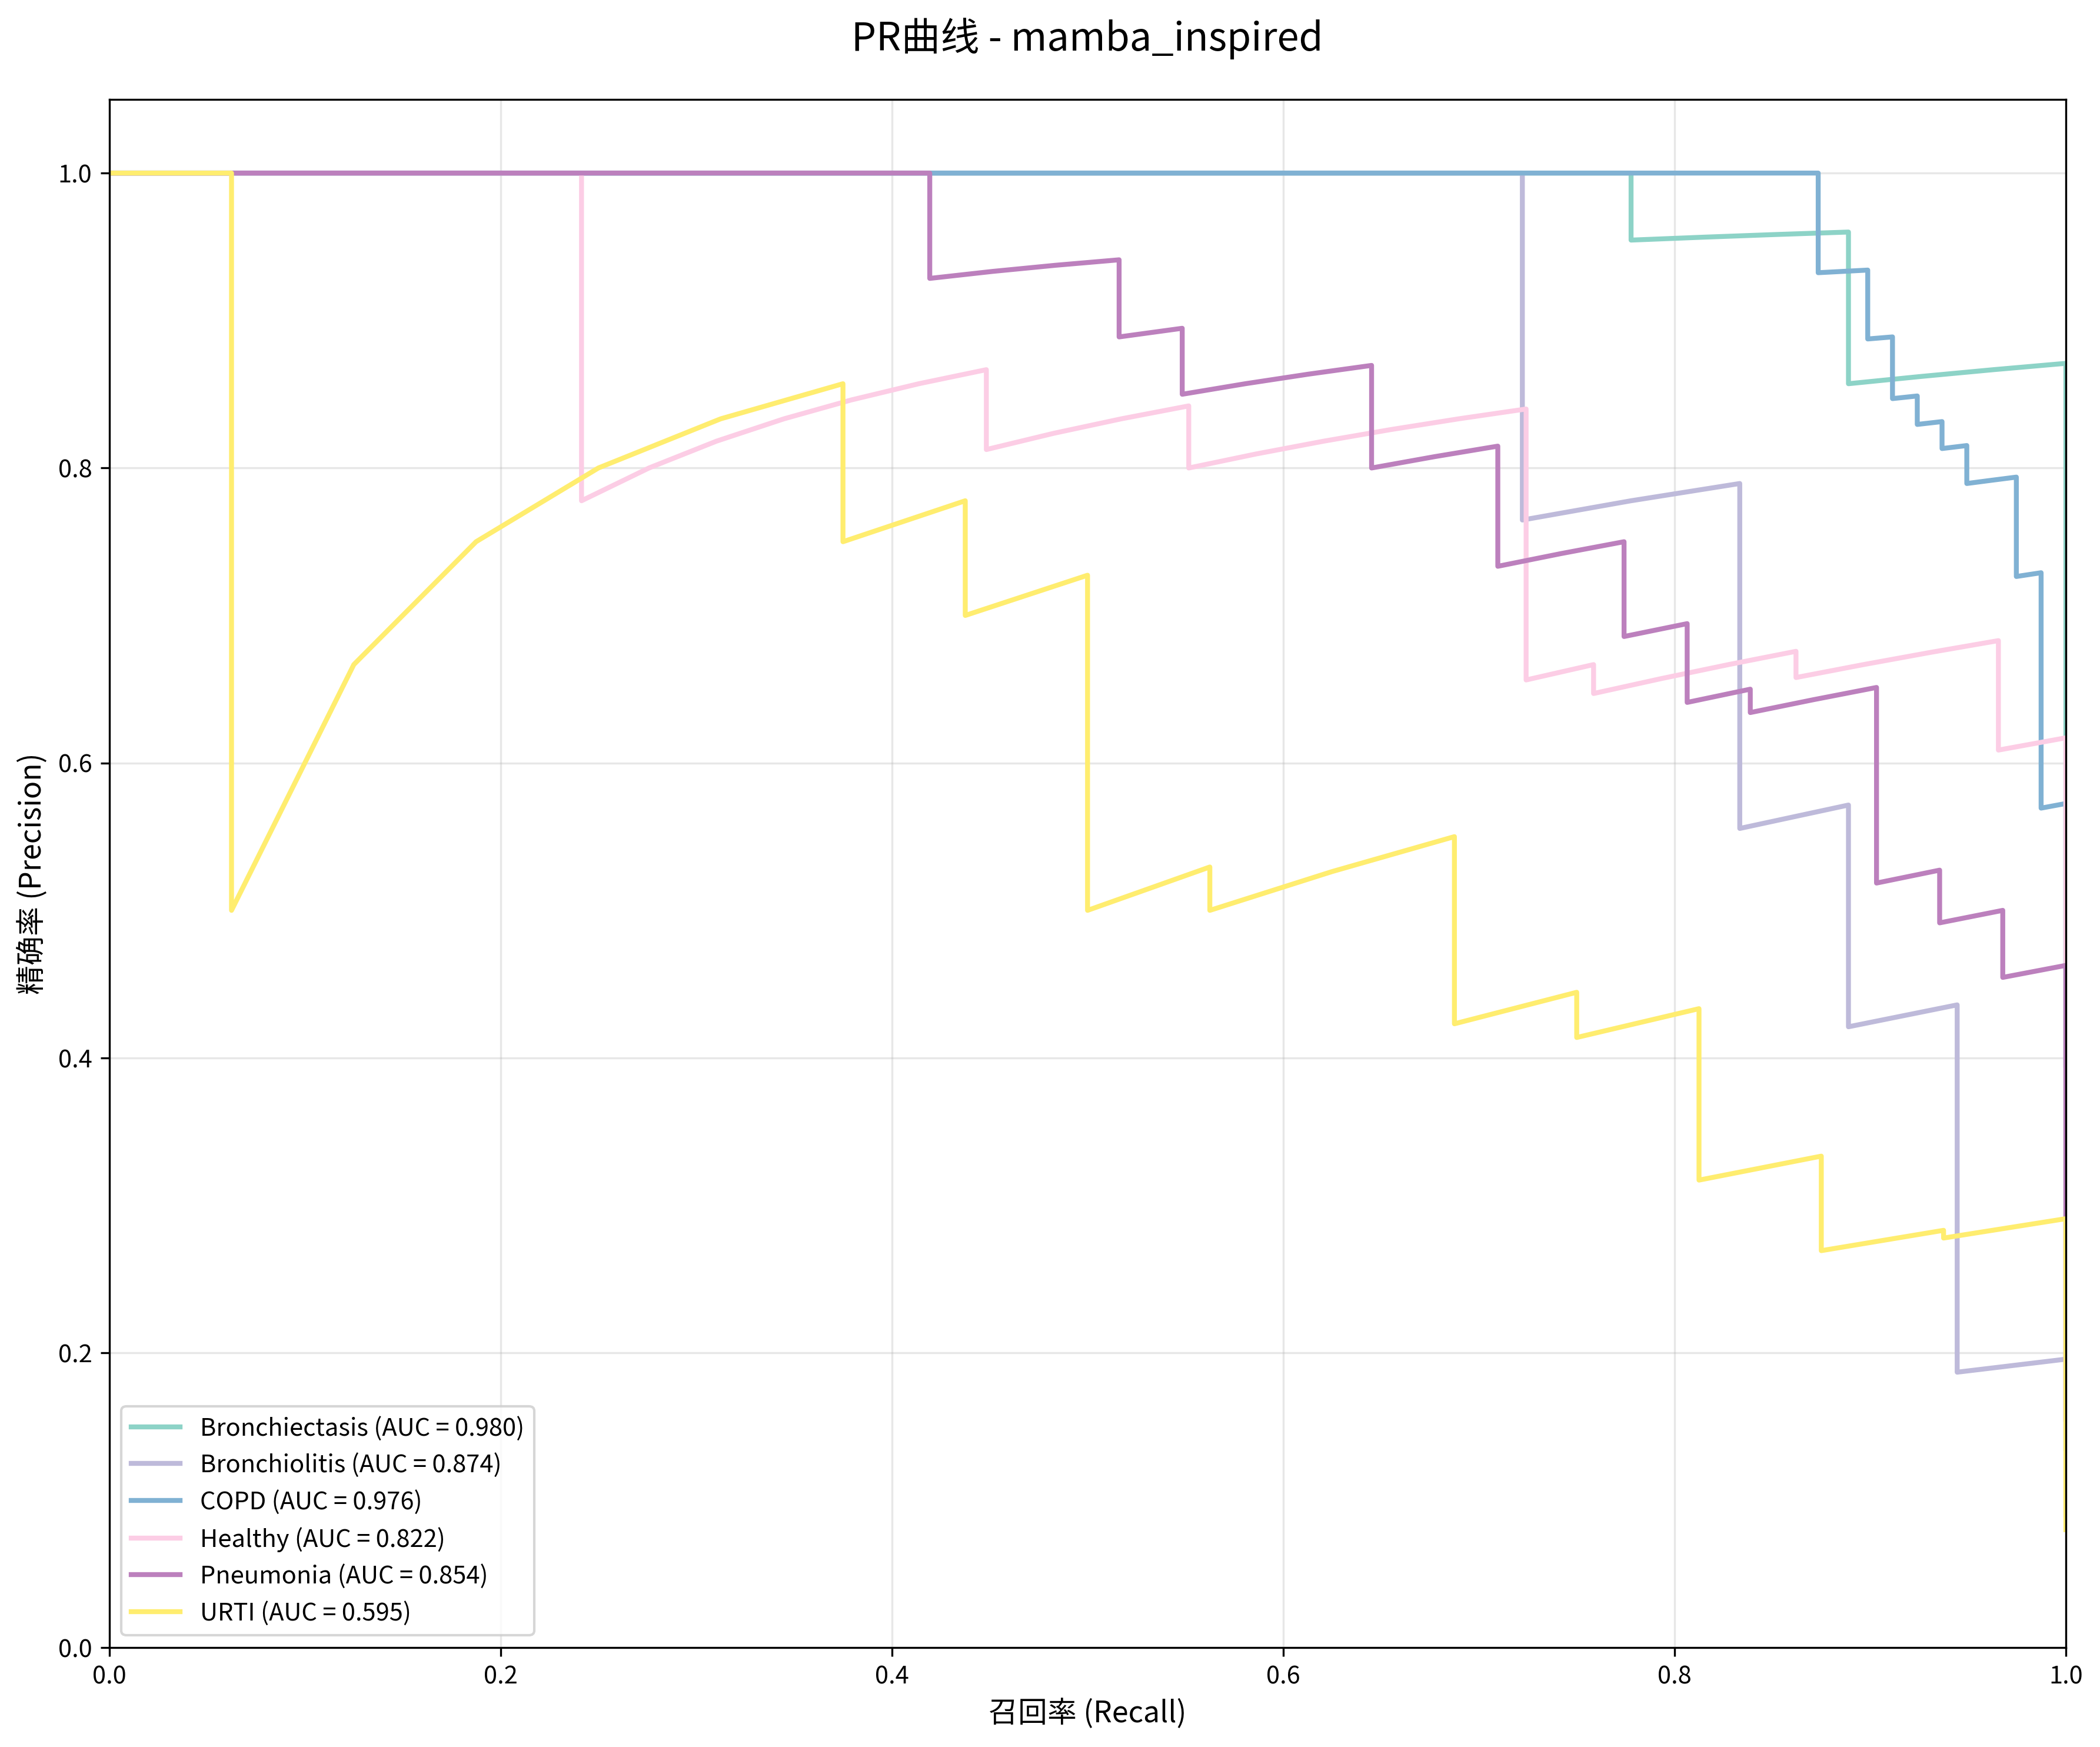 PR曲线 - mamba_inspired
精确率 (Precision)
1.0
0.8
0.6
0.4
0.2
0.0
Bronchiectasis (AUC = 0.980)
Bronchiolitis (AUC = 0.874)
COPD (AUC = 0.976)
Healthy (AUC = 0.822)
Pneumonia (AUC = 0.854)
URTI (AUC = 0.595)
0.0 0.2 0.4 0.6 0.8 1.0
召回率 (Recall)